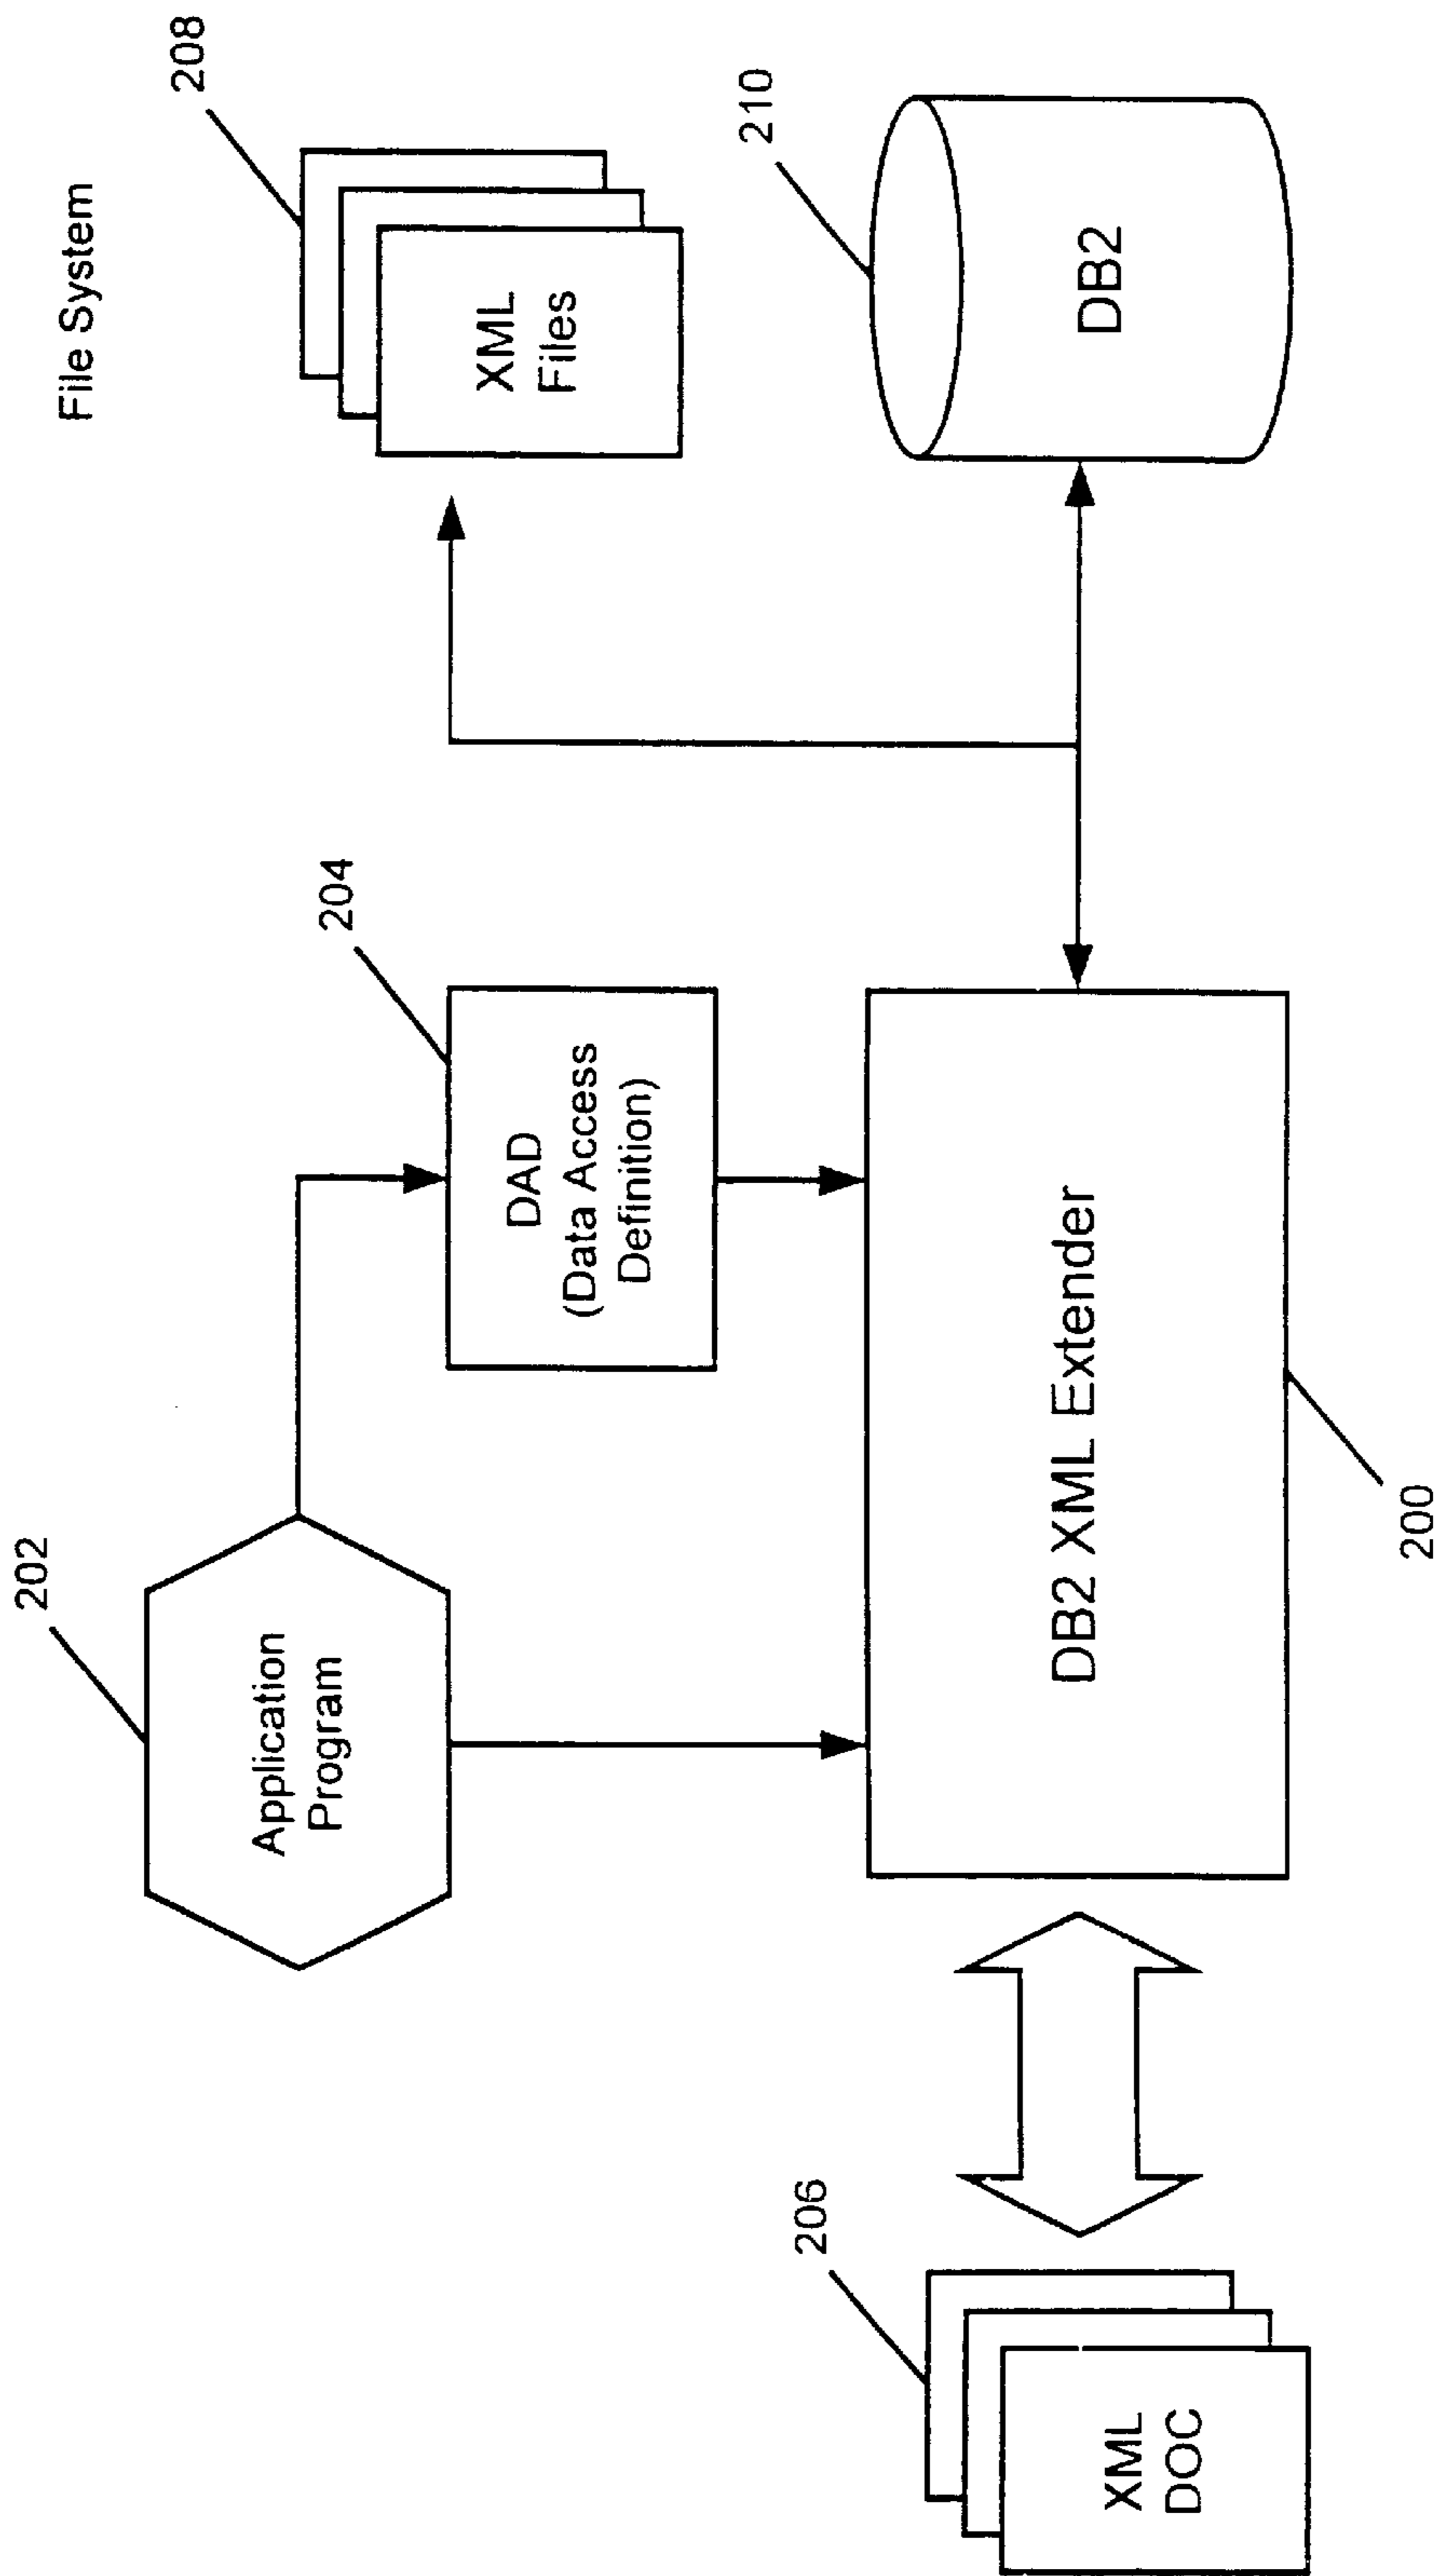 File System
202
208
Application
Program
XML
Files
204
DAD
(Data Access
Definition)
206
210
XML
DOC
DB2 XML Extender
DB2
200